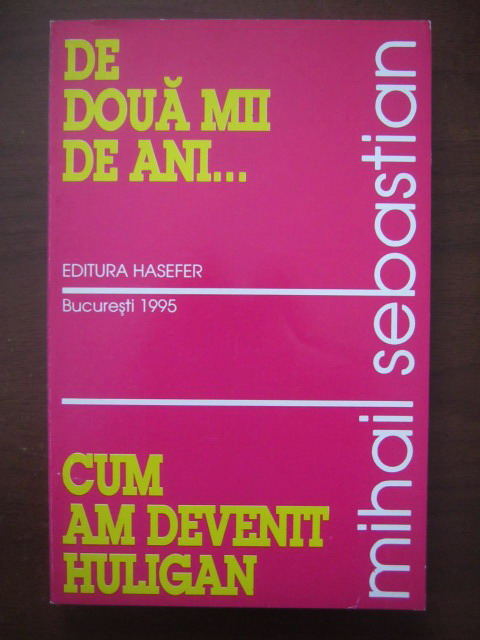 DE
DOUĂ MII
DE ANI...
EDITURA HASEFER
București 1995
CUM
AM DEVENIT
HULIGAN
mihail sebastian